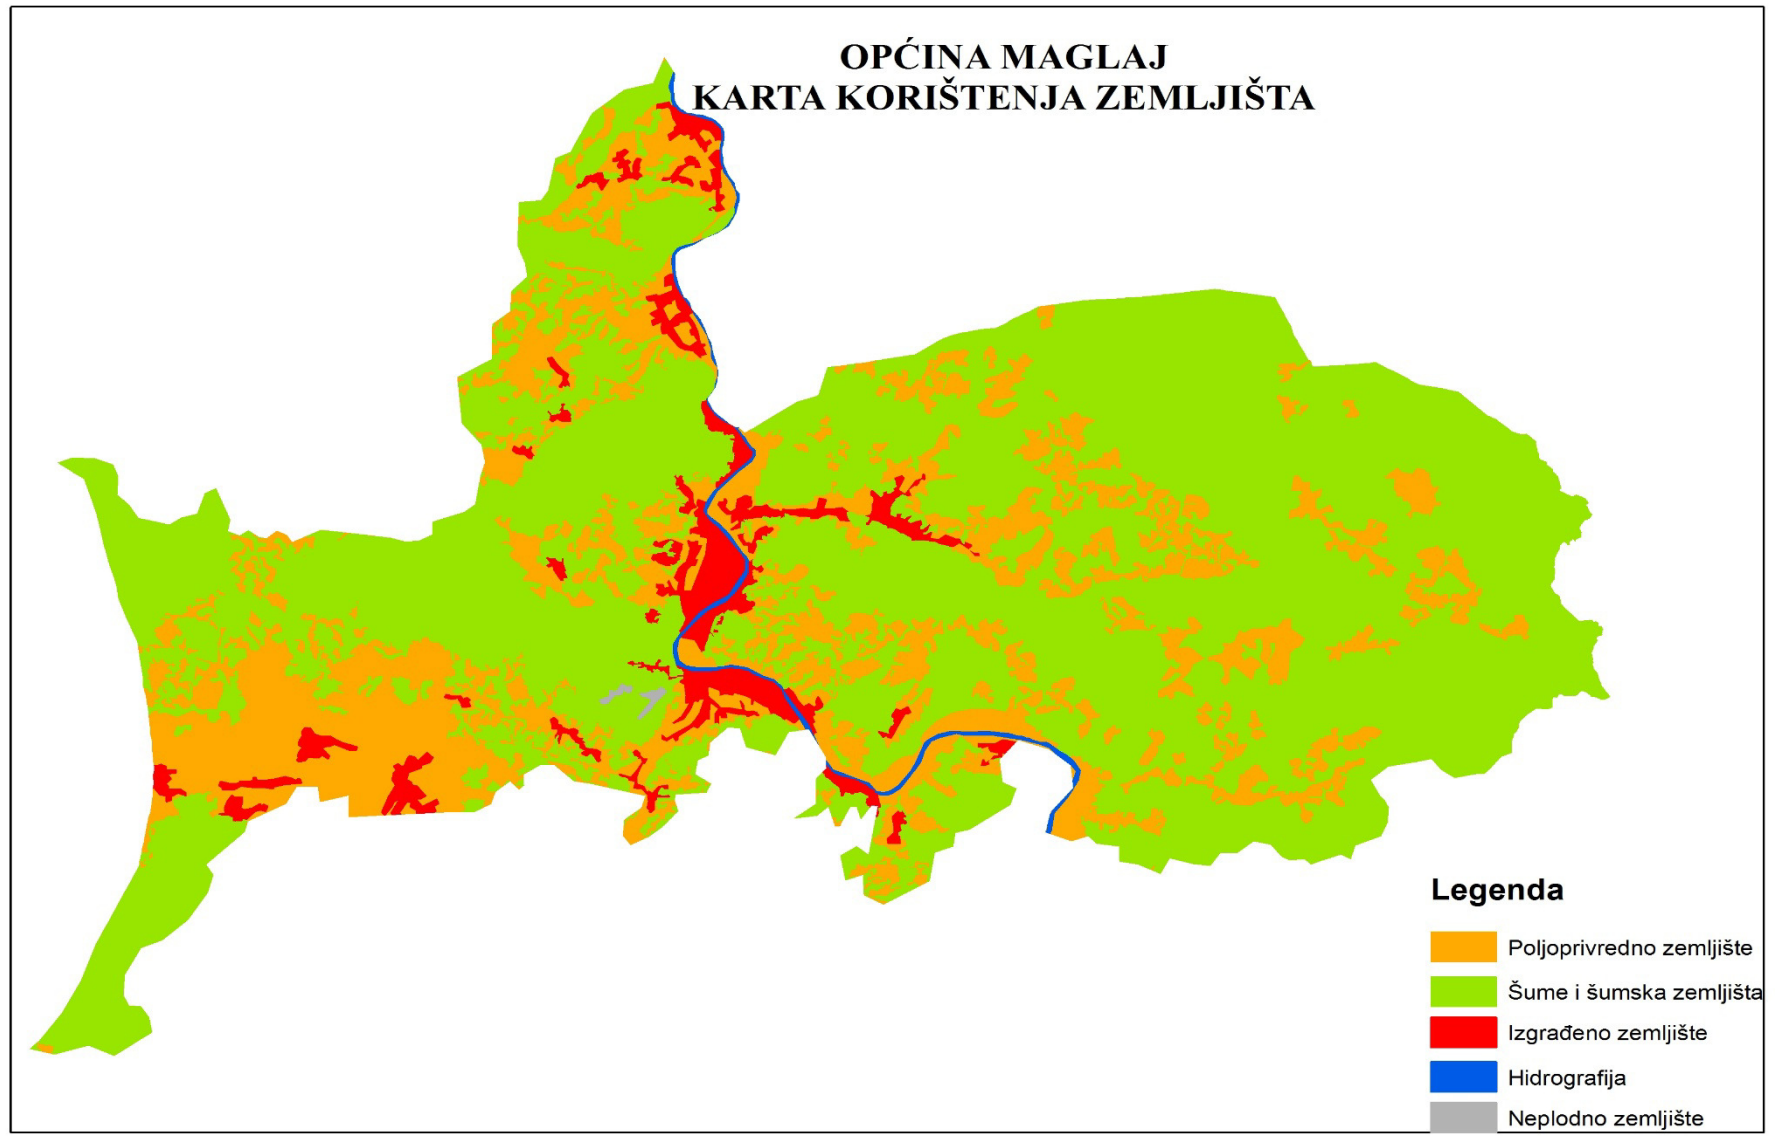 OPĆINA MAGLAJ
KARTA KORIŠTENJA ZEMLJIŠTA
Legenda
Poljoprivredno zemljište
Šume i šumska zemljišta
Izgrađeno zemljište
Hidrografija
Neplodno zemljište